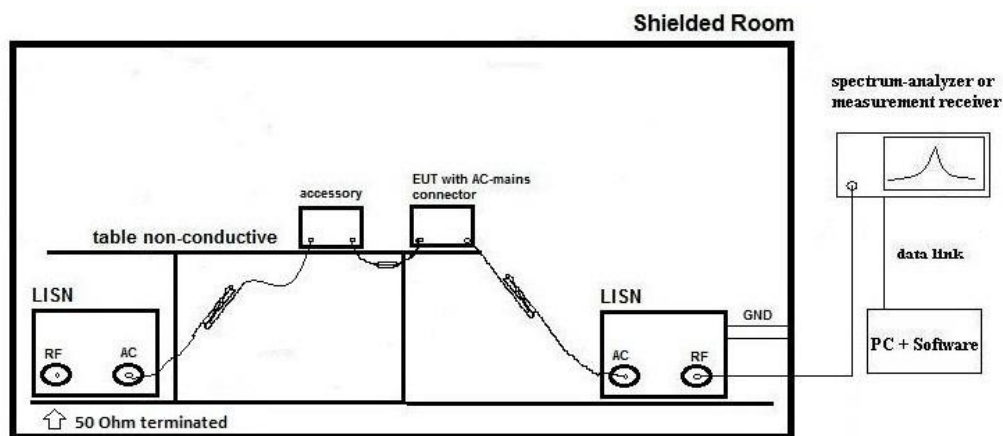 Shielded Room
spectrum-analyzer or
measurement receiver
EUT with AC-mains
connector
accessory
table non-conductive
data link
LISN
LISN
GND
RF
AC
AC
RF
PC + Software
50 Ohm terminated